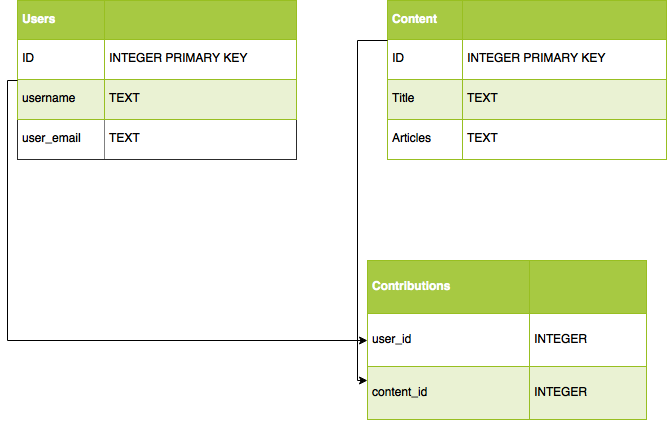 Users
ID INTEGER PRIMARY KEY
username TEXT
user_email TEXT
Content
ID INTEGER PRIMARY KEY
Title TEXT
Articles TEXT
Contributions
user_id INTEGER
content_id INTEGER